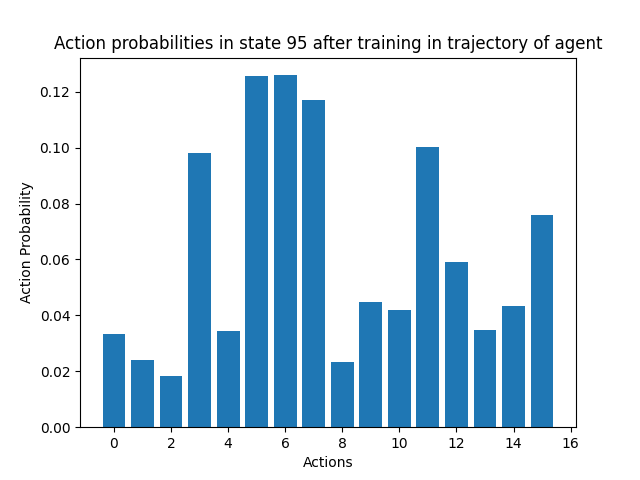 Action probabilities in state 95 after training in trajectory of agent
0.12
0.10
0.08
0.06
0.04
0.02
0.00
Action Probability
0 2 4 6 8 10 12 14 16
Actions